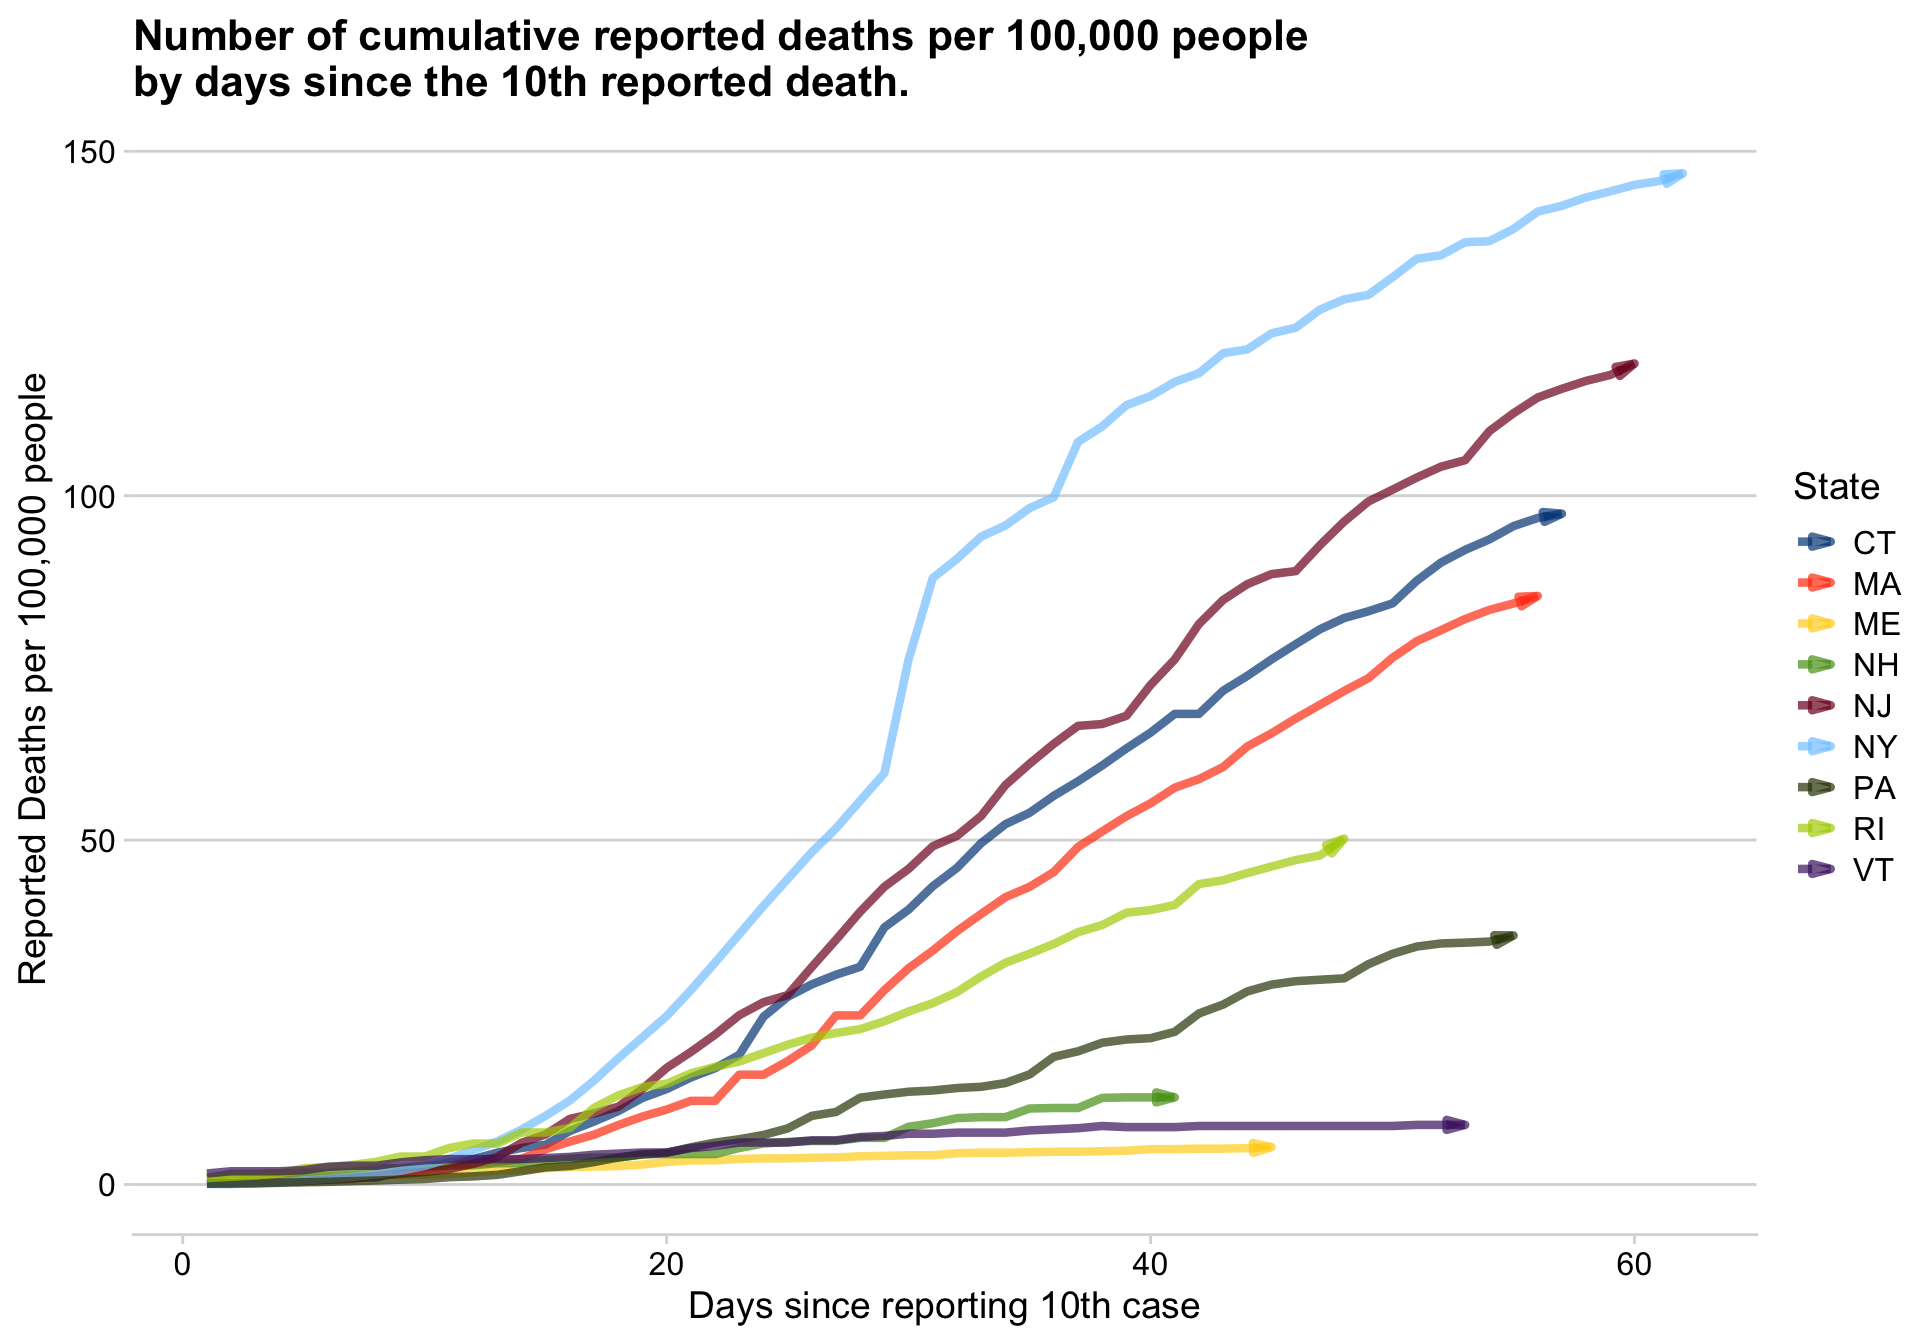 Number of cumulative reported deaths per 100,000 people
by days since the 10th reported death.
150
100
50
0
Reported Deaths per 100,000 people
0 20 40 60
Days since reporting 10th case
State
CT
MA
ME
NH
NJ
NY
PA
RI
VT